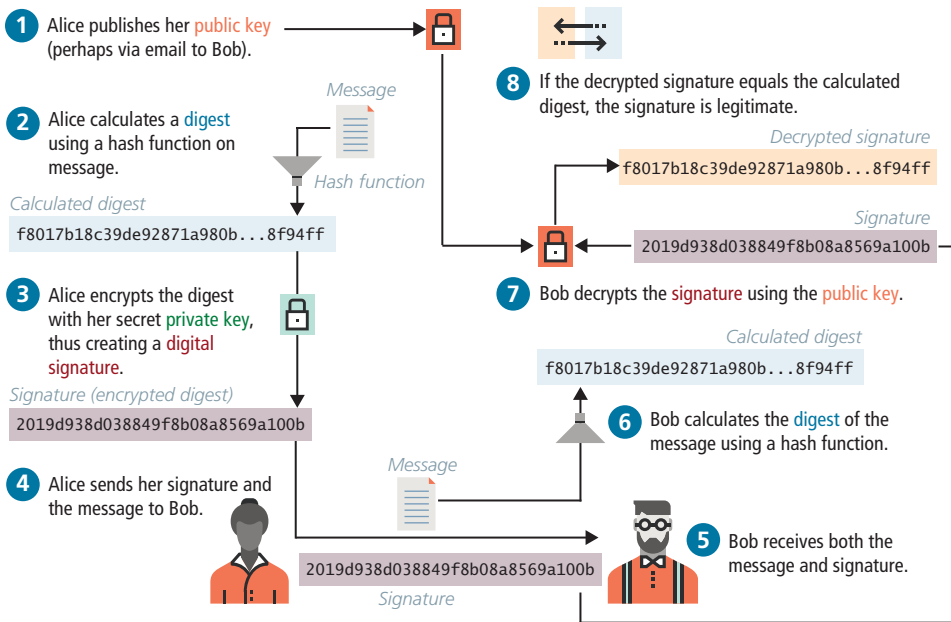 1 Alice publishes her public key
(perhaps via email to Bob).
2 Alice calculates a digest
using a hash function on
message.
Message
Hash function
Calculated digest
f8017b18c39de92871a980b...8f94ff
3 Alice encrypts the digest
with her secret private key,
thus creating a digital
signature.
Signature (encrypted digest)
2019d938d038849f8b08a8569a100b
4 Alice sends her signature and
the message to Bob.
Message
2019d938d038849f8b08a8569a100b
Signature
5 Bob receives both the
message and signature.
6 Bob calculates the digest of the
message using a hash function.
Calculated digest
f8017b18c39de92871a980b...8f94ff
7 Bob decrypts the signature using the public key.
Signature
2019d938d038849f8b08a8569a100b
Decrypted signature
f8017b18c39de92871a980b...8f94ff
8 If the decrypted signature equals the calculated
digest, the signature is legitimate.